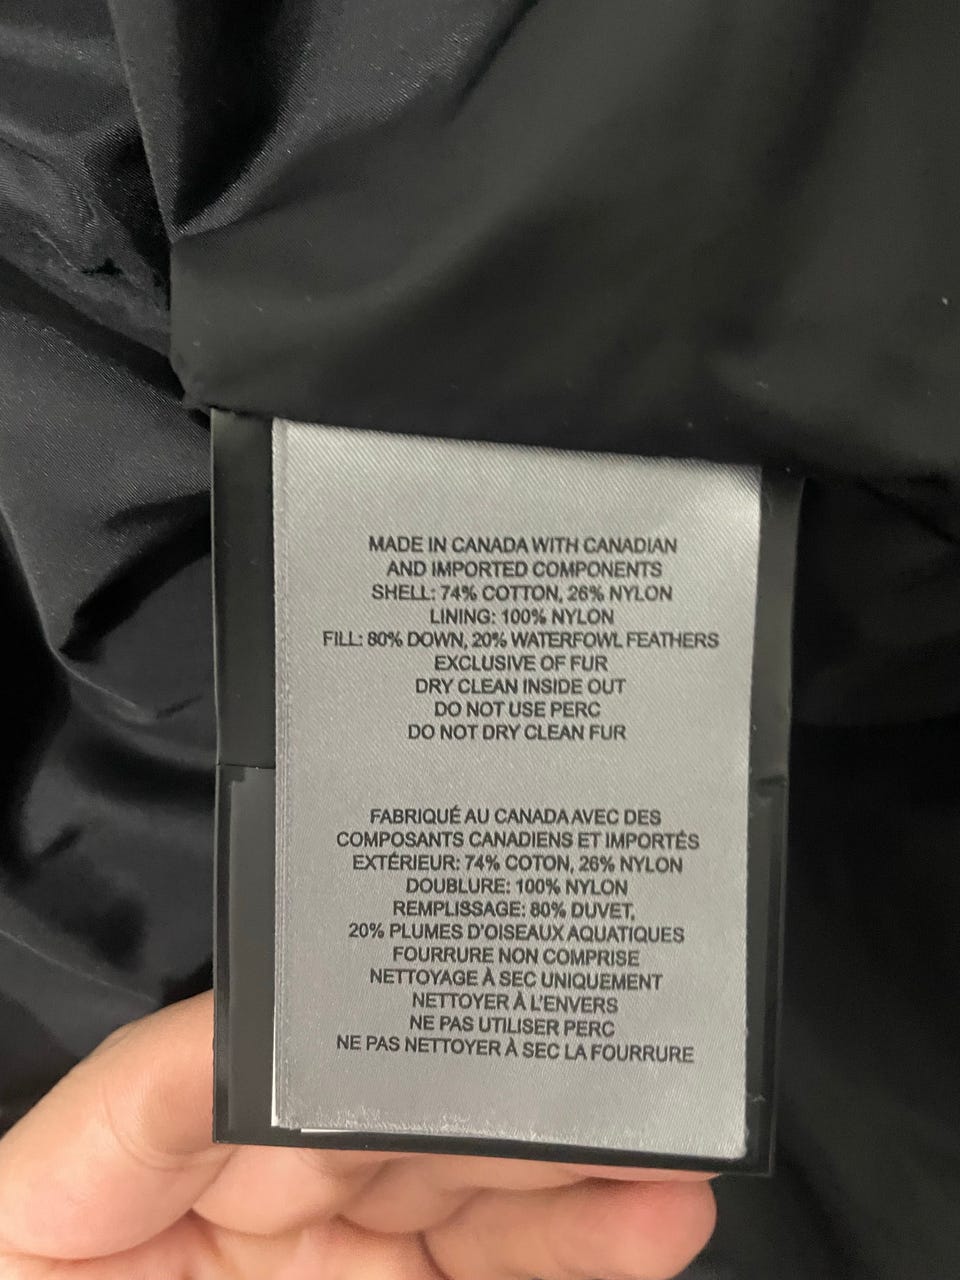 MADE IN CANADA WITH CANADIAN
AND IMPORTED COMPONENTS
SHELL: 74% COTTON, 26% NYLON
LINING: 100% NYLON
FILL: 80% DOWN, 20% WATERFOWL FEATHERS
EXCLUSIVE OF FUR
DRY CLEAN INSIDE OUT
DO NOT USE PERC
DO NOT DRY CLEAN FUR
FABRIQUÉ AU CANADA AVEC DES
COMPOSANTS CANADIENS ET IMPORTÉS
EXTÉRIEUR: 74% COTON, 26% NYLON
DOUBLURE: 100% NYLON
REMPLISSAGE: 80% DUVET,
20% PLUMES D'OISEAUX AQUATIQUES
FOURRURE NON COMPRISE
NETTOYAGE À SEC UNIQUEMENT
NETTOYER À L'ENVERS
NE PAS UTILISER PERC
NE PAS NETTOYER À SEC LA FOURRURE